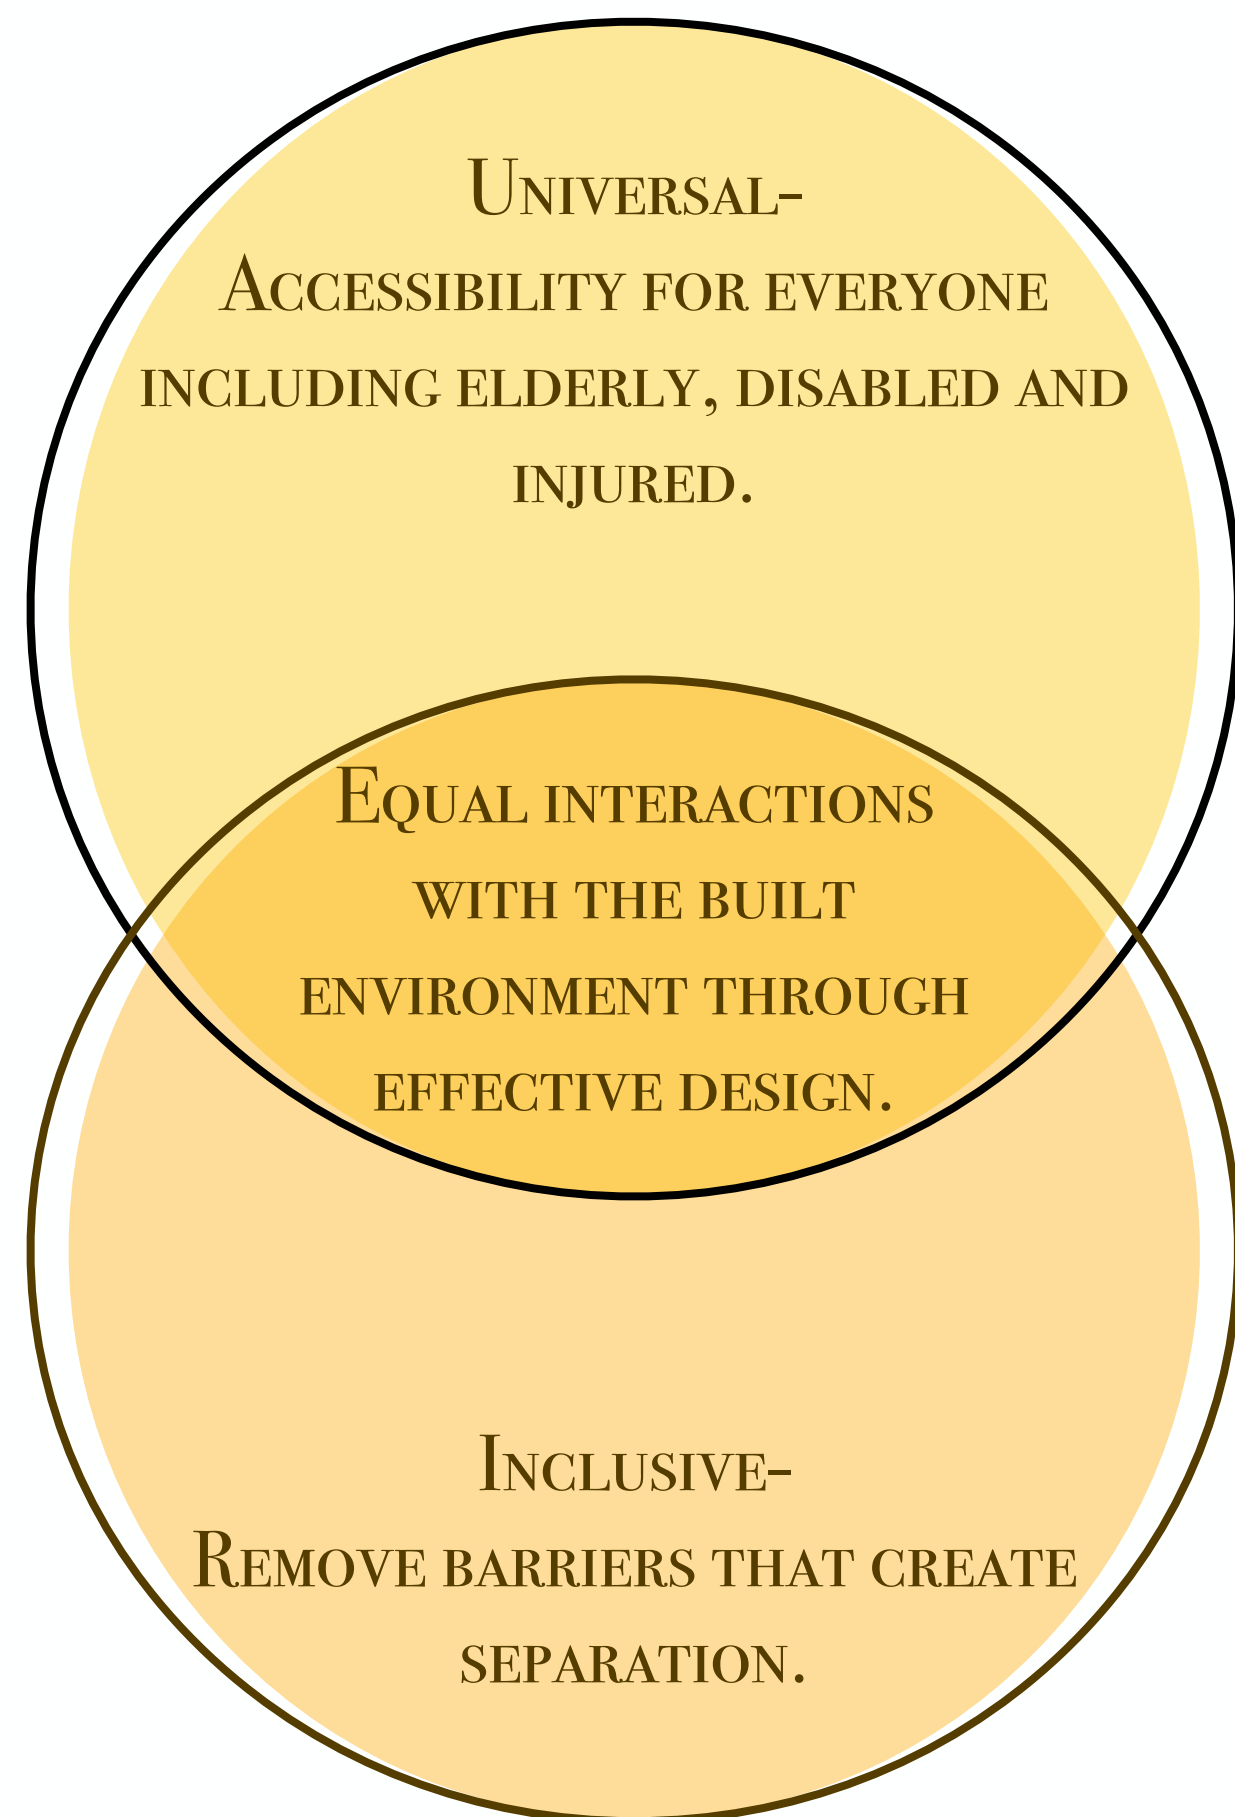 Universal-
Accessibility for everyone
including elderly, disabled and
injured.
Equal interactions
with the built
environment through
effective design.
Inclusive-
Remove barriers that create
separation.